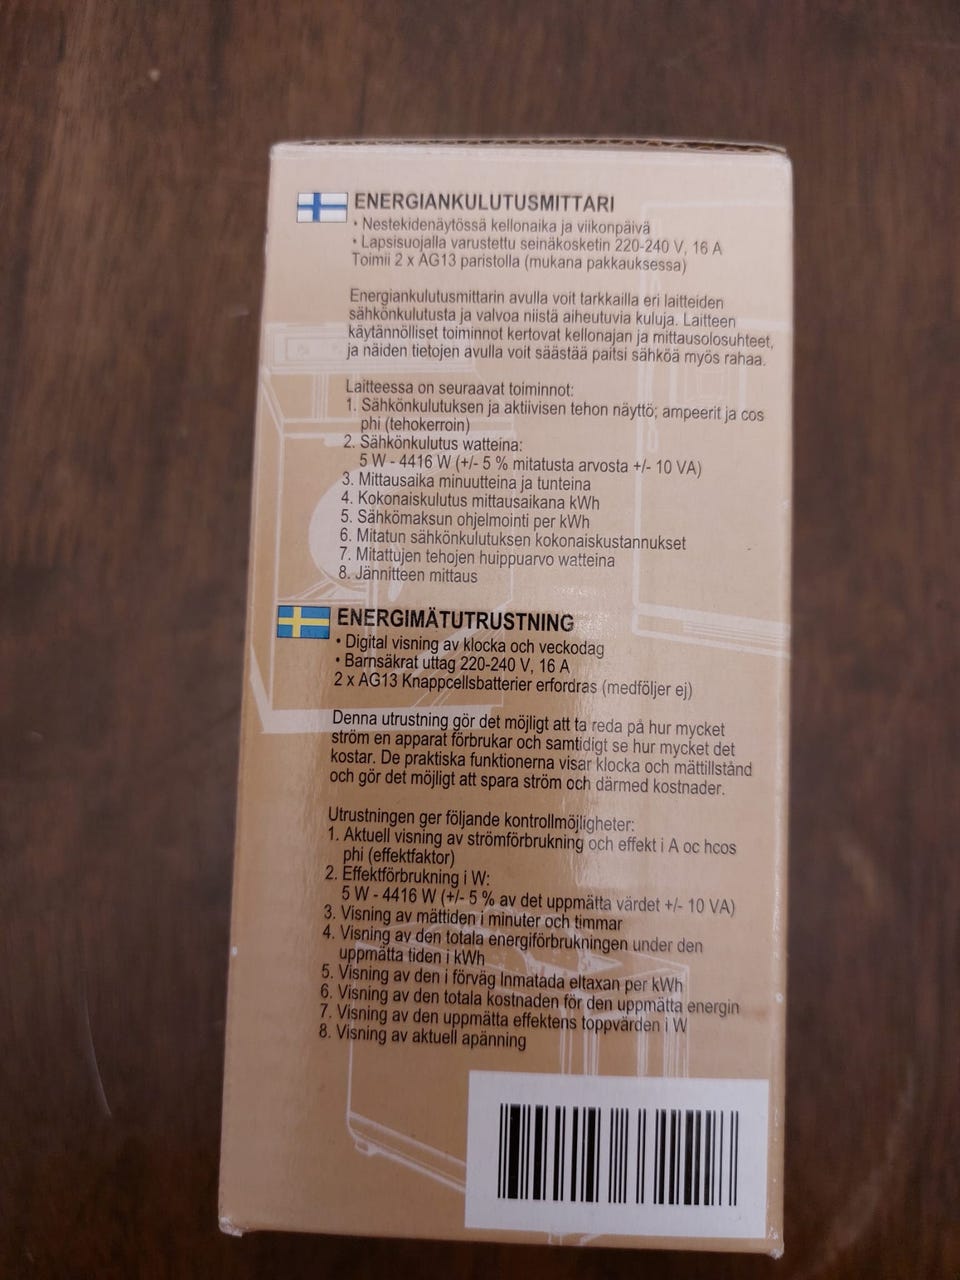 ENERGIANKULUTUSMITTARI
• Nestekidenäytössä kellonaika ja viikonpäivä
• Lapsisuojalla varustettu seinäkosketin 220-240 V, 16 A
Toimii 2 x AG13 paristolla (mukana pakkauksessa)
Energiankulutusmittarin avulla voit tarkkailla eri laitteiden
sähkönkulutusta ja valvoa niistä aiheutuvia kuluja. Laitteen
käytännölliset toiminnot kertovat kellonajan ja mittausolosuhteet,
ja näiden tietojen avulla voit säästää paitsi sähköä myös rahaa.
Laitteessa on seuraavat toiminnot:
1. Sähkönkulutuksen ja aktiivisen tehon näyttö; ampeerit ja cos
phi (tehokerroin)
2. Sähkönkulutus watteina:
5 W - 4416 W (+/- 5 % mitatusta arvosta +/- 10 VA)
3. Mittausaika minuutteina ja tunteina
4. Kokonaiskulutus mittausaikana kWh
5. Sähkömaksun ohjelmointi per kWh
6. Mitatun sähkönkulutuksen kokonaiskustannukset
7. Mitattujen tehojen huippuarvo watteina
8. Jännitteen mittaus
ENERGIMÄTUTRUSTNING
• Digital visning av klocka och veckodag
• Barnsäkrat uttag 220-240 V, 16 A
2 x AG13 Knappcellsbatterier erfordras (medföljer ej)
Denna utrustning gör det möjligt att ta reda på hur mycket
ström en apparat förbrukar och samtidigt se hur mycket det
kostar. De praktiska funktionerna visar klocka och mättillstånd
och gör det möjligt att spara ström och därmed kostnader.
Utrustningen ger följande kontrollmöjligheter:
1. Aktuell visning av strömförbrukning och effekt i A oc hcos
phi (effektfaktor)
2. Effektförbrukning i W:
5 W - 4416 W (+/- 5 % av det uppmätta värdet +/- 10 VA)
3. Visning av mättiden i minuter och timmar
4. Visning av den totala energiförbrukningen under den
uppmätta tiden i kWh
5. Visning av den i förväg Inmatada eltaxan per kWh
6. Visning av den totala kostnaden för den uppmätta energin
7. Visning av den uppmätta effektens toppvärden i W
8. Visning av aktuell apänning